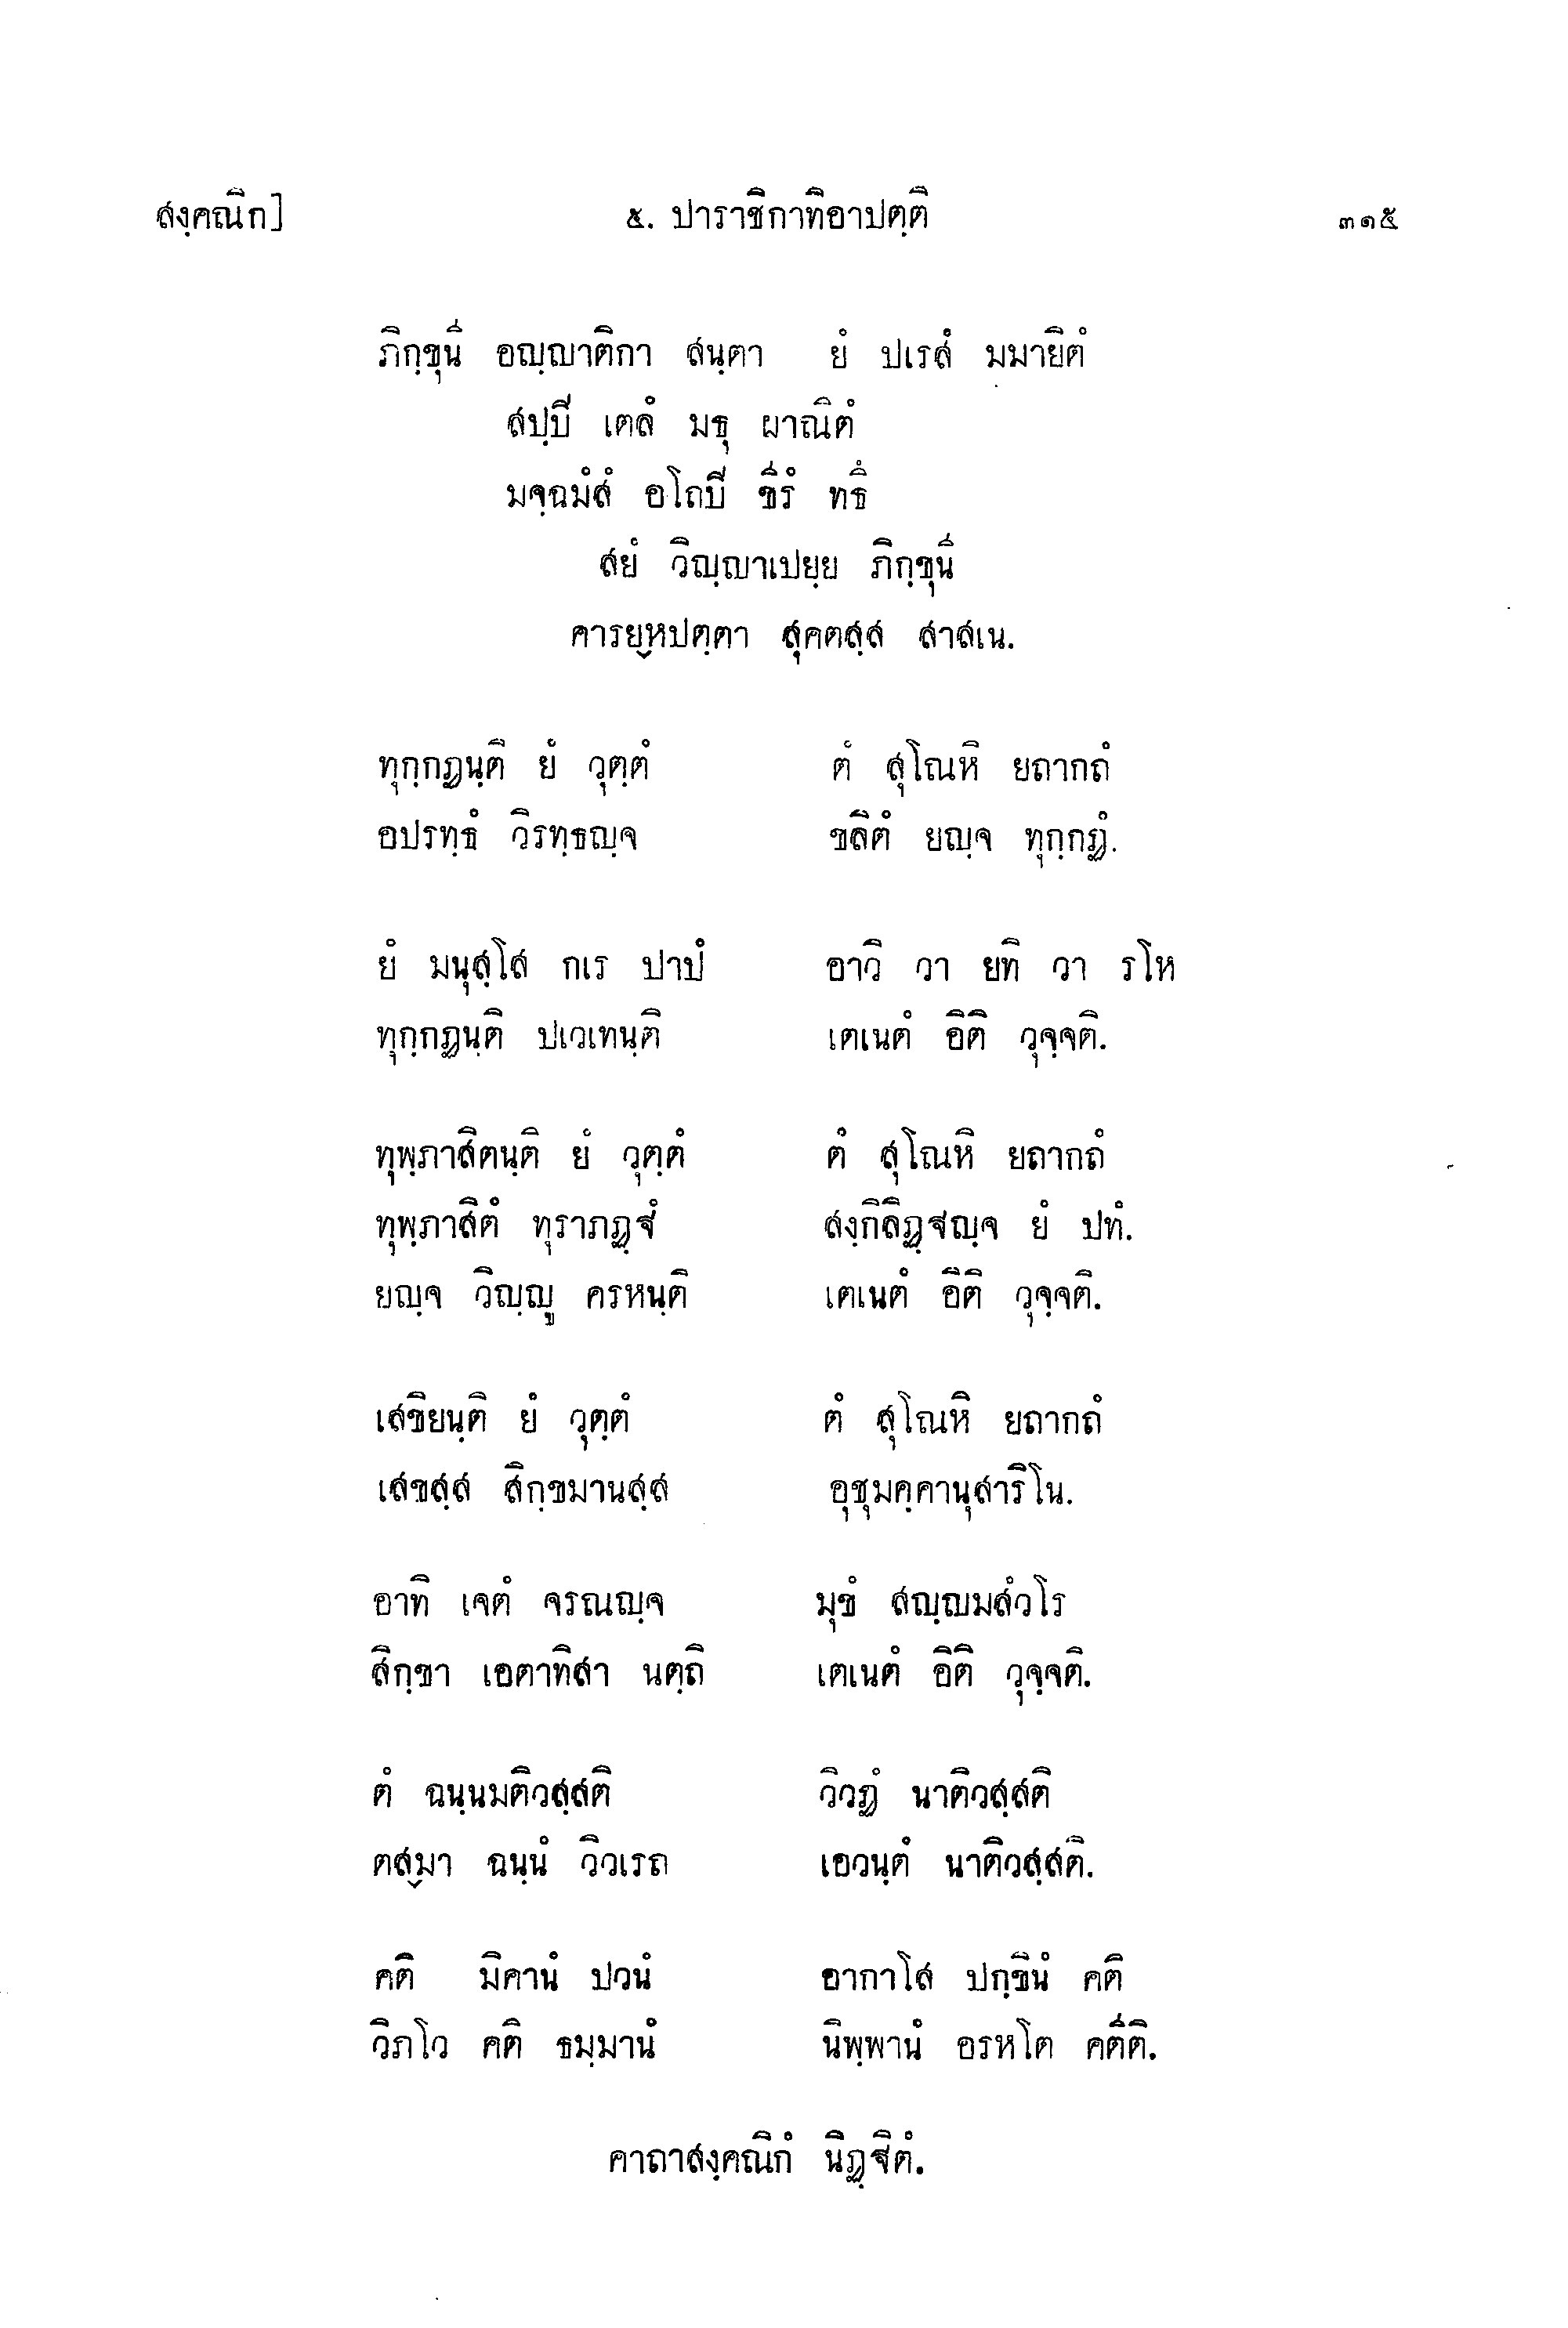 สงฺคณิก]	๕. ปาราชิกาทิอาปตฺติ	๓๑๕
ภิกฺขุนี อญฺญาติกา สนฺตา ยํ ปเรสํ มมายิตํ
สปฺปึ เตลํ มธุ ผาณิตํ
มจฺฉมํสํ อโถปี ขีรํ ทธึ
สยํ วิญฺญาเปยฺย ภิกฺขุนี
คารยฺหปตฺตา สุคตสฺส สาสเน.
ทุกฺกฏนฺติ ยํ วุตฺตํ	ตํ สุโณหิ ยถากถํ
อปรทฺธํ วิรทฺธญฺจ	ขลิตํ ยญฺจ ทุกฺกฏํ.
ยํ มนุสฺโส กเร ปาปํ	อาวิ วา ยทิ วา รโห
ทุกฺกฏนฺติ ปเวเทนฺติ	เตเนตํ อิติ วุจฺจติ.
ทุพฺภาสิตนฺติ ยํ วุตฺตํ	ตํ สุโณหิ ยถากถํ
ทุพฺภาสิตํ ทุราภฏฺฐํ	สงฺกิลิฏฺฐญฺจ ยํ ปทํ.
ยญฺจ วิญฺญู ครหนฺติ	เตเนตํ อิติ วุจฺจติ.
เสขิยนฺติ ยํ วุตฺตํ	ตํ สุโณหิ ยถากถํ
เสขสฺส สิกฺขมานสฺส	อุชุมคฺคานุสาริโน.
อาทิ เจตํ จรณญฺจ	มุขํ สญฺญมสํวโร
สิกฺขา เอตาทิสา นตฺถิ	เตเนตํ อิติ วุจฺจติ.
ตํ ฉนฺนมติวสฺสติ	วิวฏํ นาติวสฺสติ
ตสฺมา ฉนฺนํ วิวเรถ	เอวนฺตํ นาติวสฺสติ.
คติ มิคานํ ปวนํ	อากาโส ปกฺขินํ คติ
วิภโว คติ ธมฺมานํ	นิพฺพานํ อรหโต คตีติ.
คาถาสงฺคณิกํ นิฏฺฐิตํ.